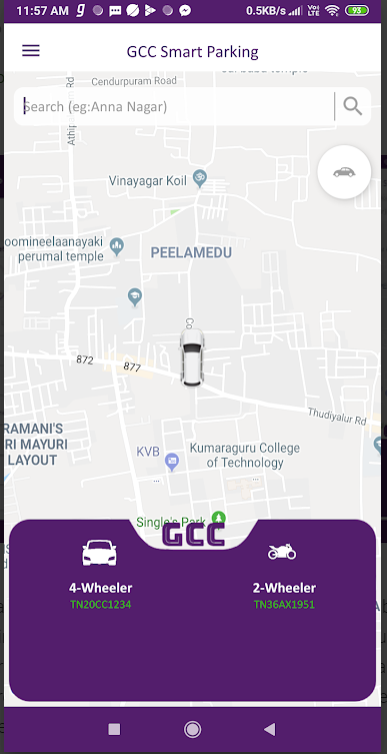 11:57 AM
0.5KB/s
Vo)
LTE
93
GCC Smart Parking
Cendurpuram Road
Search (eg:Anna Nagar)
Vinayagar Koil
oomineelaanayaki
perumal temple
PEELAMEDU
Co
872
877
Thudiyalur Rd
RAMANI'S
RI MAYURI
LAYOUT
KVB
Kumaraguru College
of Technology
Single's Park
GCC
4-Wheeler
2-Wheeler
TN20CC1234
TN36AX1951